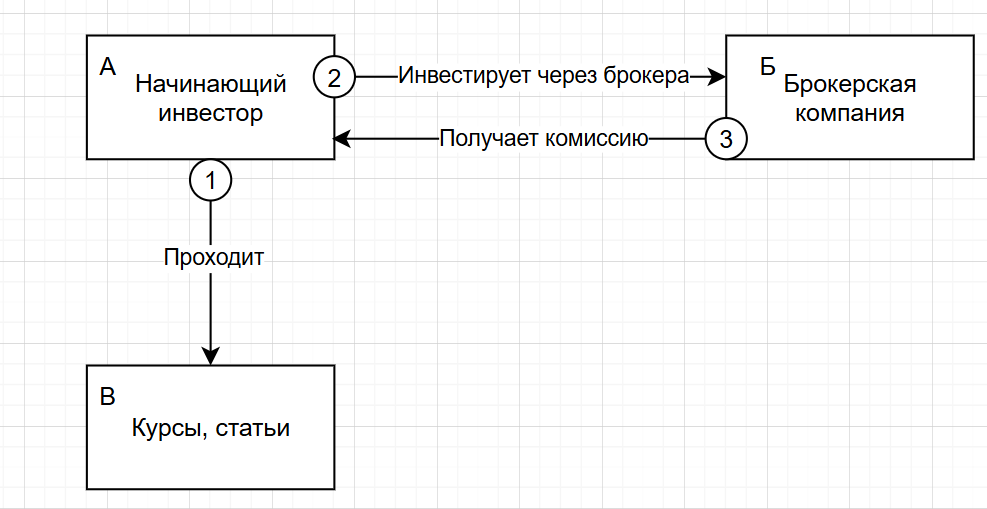 А
Начинающий
инвестор
2
Инвестирует через брокера
Б
Брокерская
компания
Получает комиссию
3
1
Проходит
В
Курсы, статьи